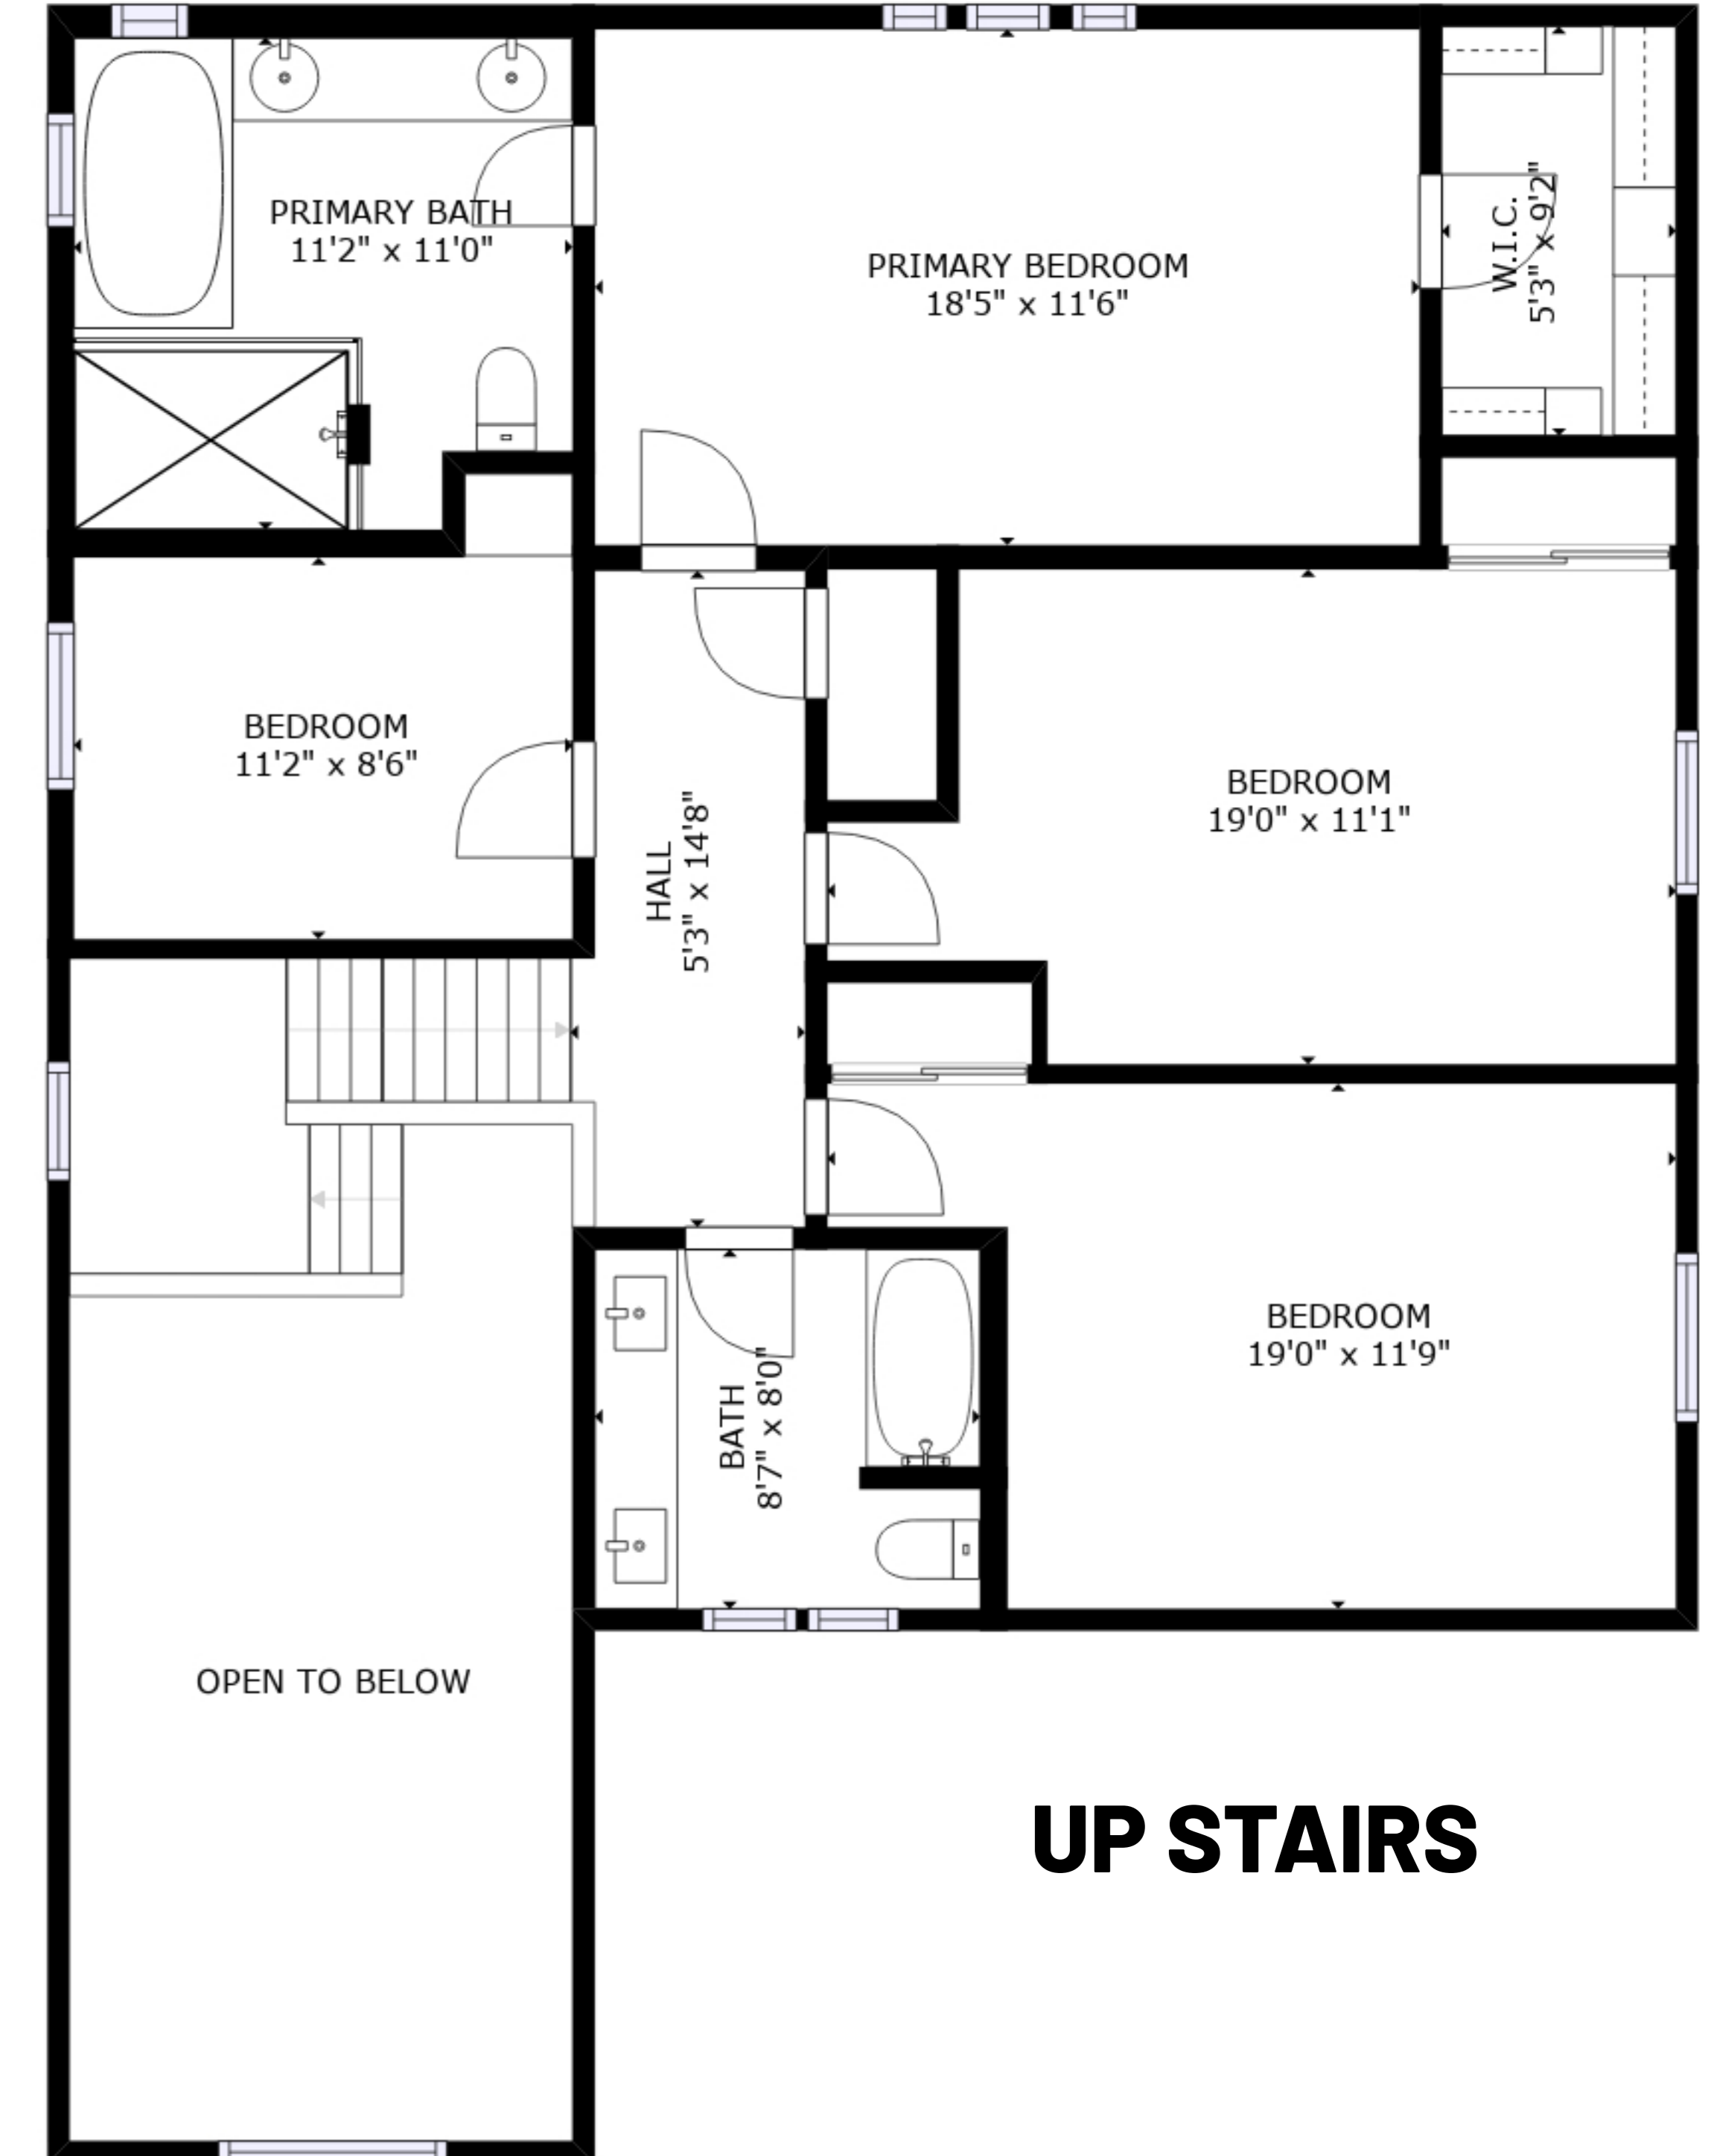 PRIMARY BATH
11'2" x 11'0"
PRIMARY BEDROOM
18'5" x 11'6"
W.I.C.
5'3" x 9'2"
BEDROOM
11'2" x 8'6"
HALL
5'3" x 14'8"
BEDROOM
19'0" x 11'1"
BEDROOM
19'0" x 11'9"
BATH
8'7" x 8'0"
OPEN TO BELOW
UP STAIRS